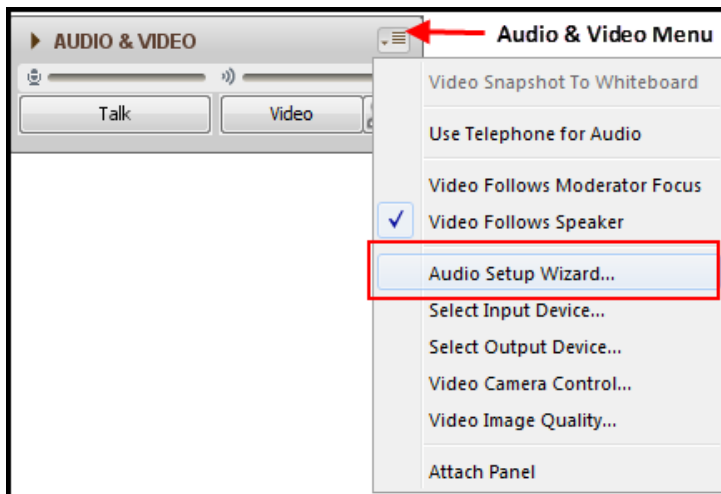 AUDIO & VIDEO
Audio & Video Menu
Talk
Video
Video Snapshot To Whiteboard
Use Telephone for Audio
Video Follows Moderator Focus
Video Follows Speaker
Audio Setup Wizard...
Select Input Device...
Select Output Device...
Video Camera Control...
Video Image Quality...
Attach Panel